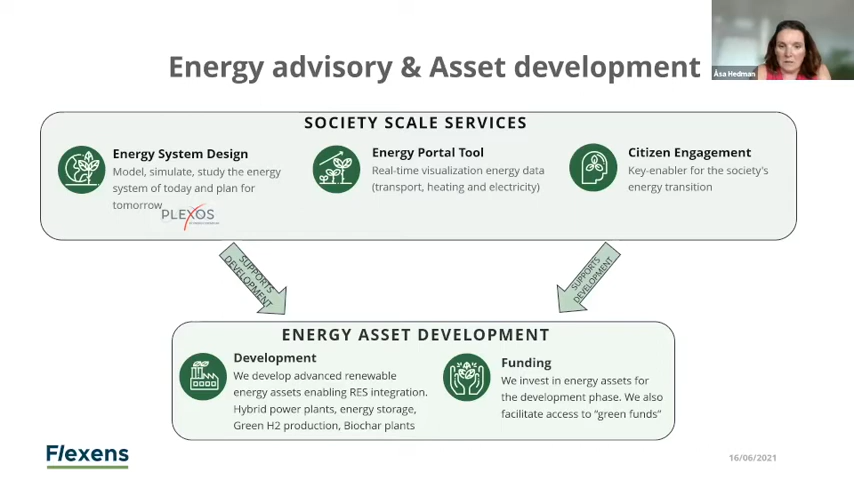 Energy advisory & Asset development
Åsa Hedman
SOCIETY SCALE SERVICES
Energy System Design
Model, simulate, study the energy
system of today and plan for
tomorrow
PLEXOS
Energy Portal Tool
Real-time visualization energy data
(transport, heating and electricity)
Citizen Engagement
Key-enabler for the society's
energy transition
SUPPORTS
DEVELOPMENT
SUPPORTS
DEVELOPMENT
ENERGY ASSET DEVELOPMENT
Development
We develop advanced renewable
energy assets enabling RES integration.
Hybrid power plants, energy storage,
Green H2 production, Biochar plants
Funding
We invest in energy assets for
the development phase. We also
facilitate access to “green funds”
Flexens
16/06/2021